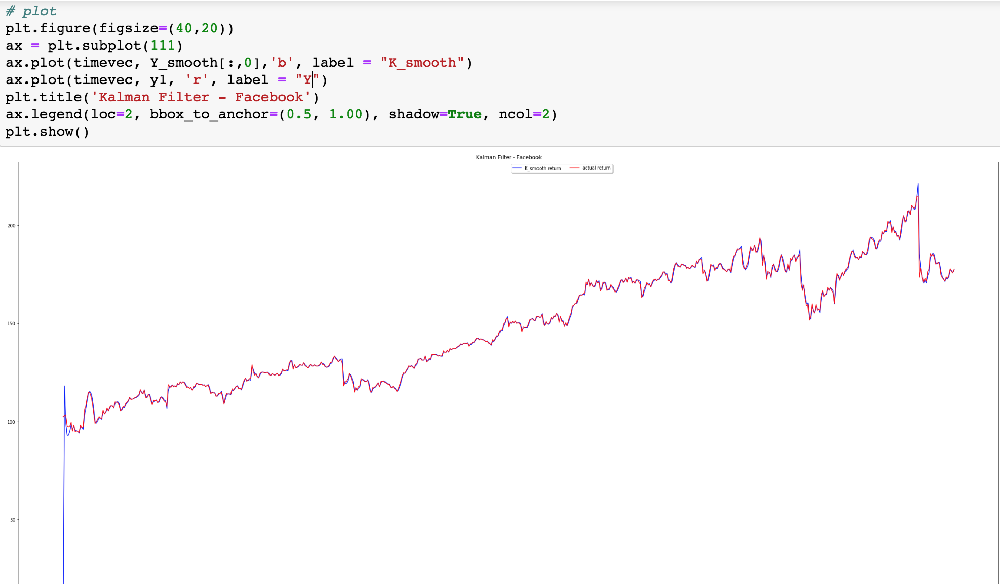 # plot
plt.figure(figsize=(40,20))
ax = plt.subplot(111)
ax.plot(timevec, Y_smooth[:,0],'b', label = "K_smooth")
ax.plot(timevec, y1, 'r', label = "Y")
plt.title('Kalman Filter - Facebook')
ax.legend(loc=2, bbox_to_anchor=(0.5, 1.00), shadow=True, ncol=2)
plt.show()
Kalman Filter - Facebook
K_smooth return actual return
200
150
100
50